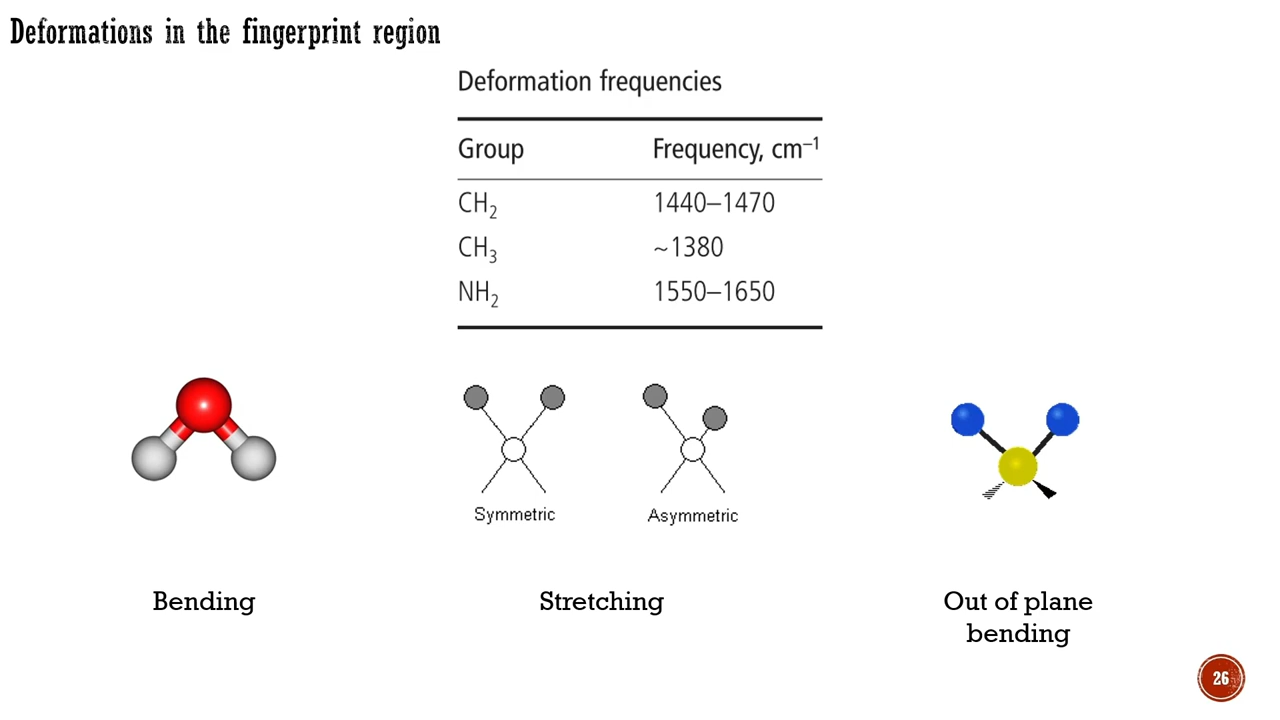 Deformations in the fingerprint region
Deformation frequencies
Group Frequency, cm⁻¹
CH₂ 1440–1470
CH₃ ~1380
NH₂ 1550–1650
Symmetric Asymmetric
Bending Stretching Out of plane
bending
26